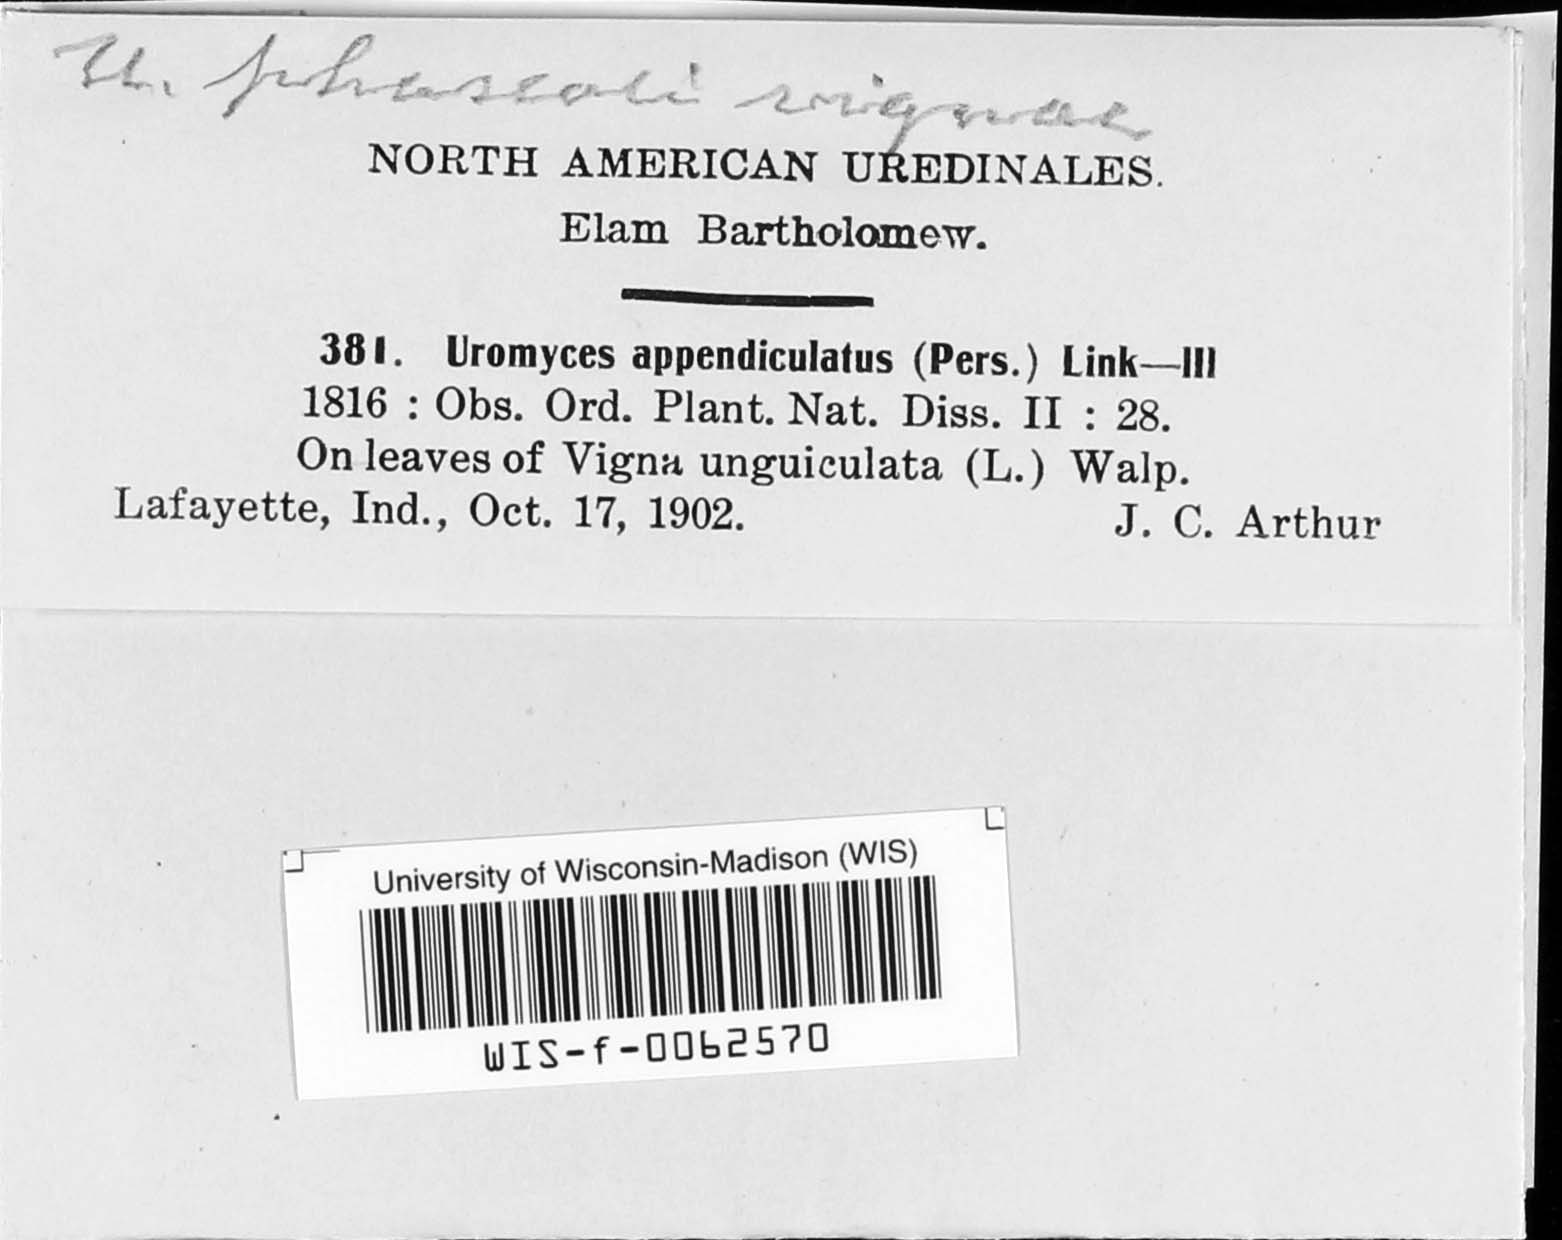 U. phaseoli vignae
NORTH AMERICAN UREDINALES.
Elam Bartholomew.
381. Uromyces appendiculatus (Pers.) Link—III
1816 : Obs. Ord. Plant. Nat. Diss. II : 28.
On leaves of Vigna unguiculata (L.) Walp.
Lafayette, Ind., Oct. 17, 1902. J. C. Arthur
University of Wisconsin-Madison (WIS)
WIS-f-0062570